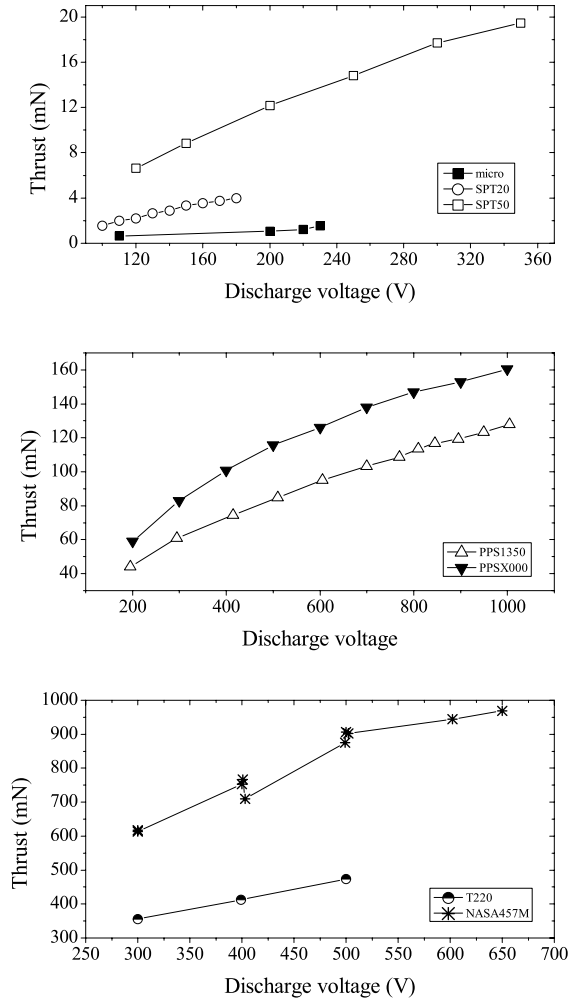 20
16
12
8
4
0
Thrust (mN)
micro
SPT20
SPT50
120 160 200 240 280 320 360
Discharge voltage (V)
160
140
120
100
80
60
40
Thrust (mN)
PPS1350
PPSX000
200 400 600 800 1000
Discharge voltage
1000
900
800
700
600
500
400
300
Thrust (mN)
T220
NASA457M
250 300 350 400 450 500 550 600 650 700
Discharge voltage (V)